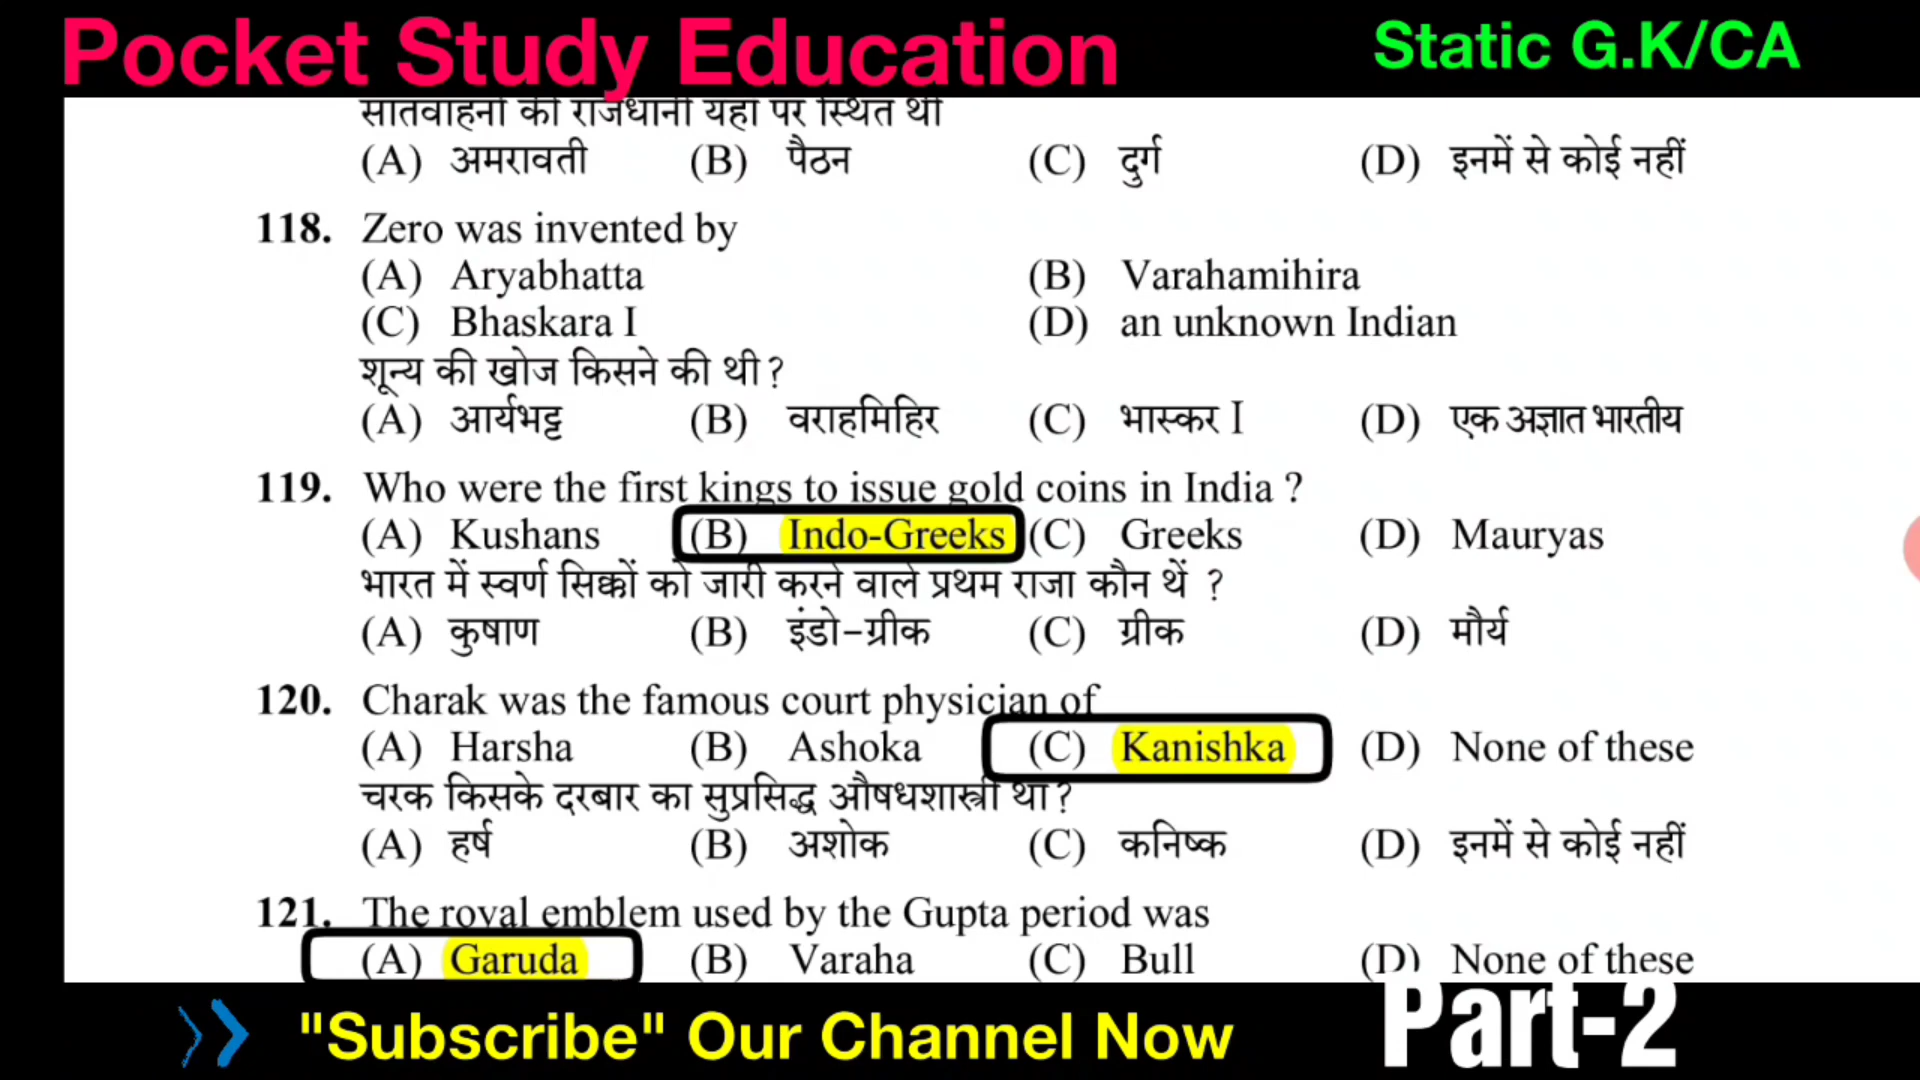 Pocket Study Education
Static G.K/CA
सातवाहनों की राजधानी यहाँ पर स्थित थी
(A) अमरावती (B) पैठन (C) दुर्ग (D) इनमें से कोई नहीं
118. Zero was invented by
(A) Aryabhatta (B) Varahamihira
(C) Bhaskara I (D) an unknown Indian
शून्य की खोज किसने की थी?
(A) आर्यभट्ट (B) वराहमिहिर (C) भास्कर I (D) एक अज्ञात भारतीय
119. Who were the first kings to issue gold coins in India ?
(A) Kushans (B) Indo-Greeks (C) Greeks (D) Mauryas
भारत में स्वर्ण सिक्कों को जारी करने वाले प्रथम राजा कौन थें ?
(A) कुषाण (B) इंडो-ग्रीक (C) ग्रीक (D) मौर्य
120. Charak was the famous court physician of
(A) Harsha (B) Ashoka (C) Kanishka (D) None of these
चरक किसके दरबार का सुप्रसिद्ध औषधशास्त्री था?
(A) हर्ष (B) अशोक (C) कनिष्क (D) इनमें से कोई नहीं
121. The royal emblem used by the Gupta period was
(A) Garuda (B) Varaha (C) Bull (D) None of these
"Subscribe" Our Channel Now
Part-2